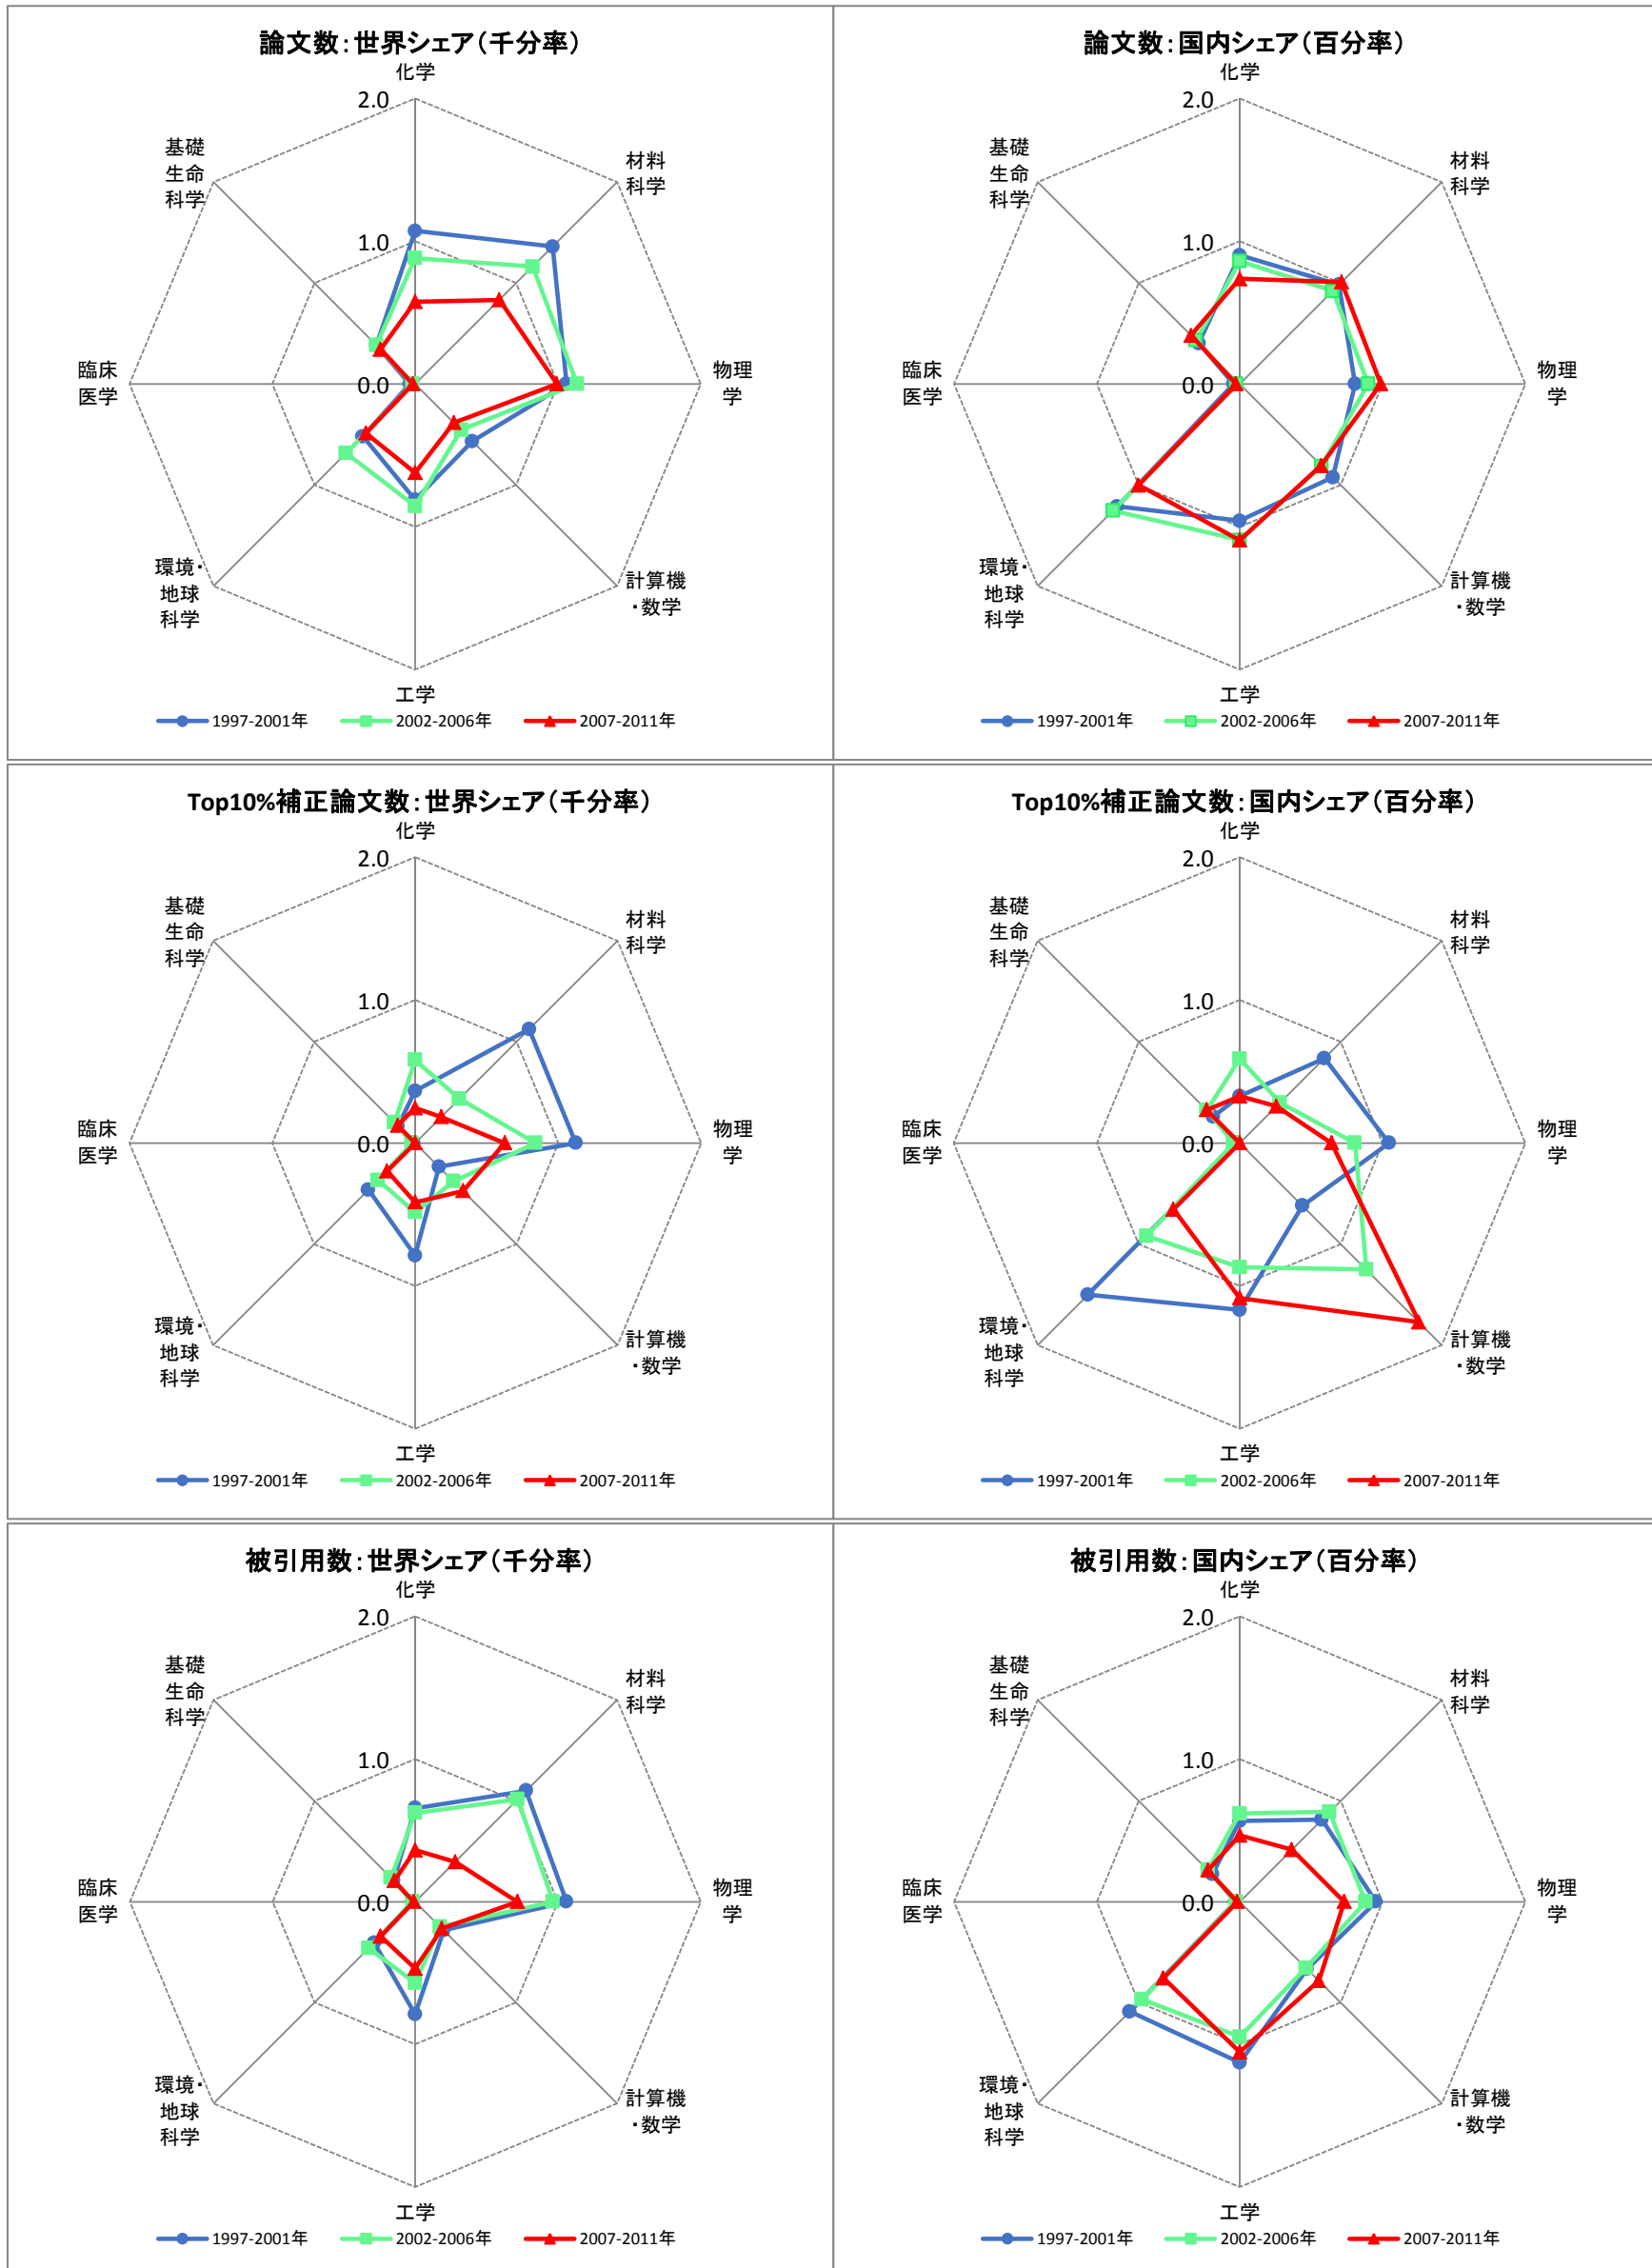 論文数：世界シェア（千分率）
化学
2.0
基礎
生命
科学
材料
科学
1.0
臨床
医学
0.0
物理
学
環境・
地球
科学
計算機
・数学
工学
1997-2001年 2002-2006年 2007-2011年
論文数：国内シェア（百分率）
化学
2.0
基礎
生命
科学
材料
科学
1.0
臨床
医学
0.0
物理
学
環境・
地球
科学
計算機
・数学
工学
1997-2001年 2002-2006年 2007-2011年
Top10%補正論文数：世界シェア（千分率）
化学
2.0
基礎
生命
科学
材料
科学
1.0
臨床
医学
0.0
物理
学
環境・
地球
科学
計算機
・数学
工学
1997-2001年 2002-2006年 2007-2011年
Top10%補正論文数：国内シェア（百分率）
化学
2.0
基礎
生命
科学
材料
科学
1.0
臨床
医学
0.0
物理
学
環境・
地球
科学
計算機
・数学
工学
1997-2001年 2002-2006年 2007-2011年
被引用数：世界シェア（千分率）
化学
2.0
基礎
生命
科学
材料
科学
1.0
臨床
医学
0.0
物理
学
環境・
地球
科学
計算機
・数学
工学
1997-2001年 2002-2006年 2007-2011年
被引用数：国内シェア（百分率）
化学
2.0
基礎
生命
科学
材料
科学
1.0
臨床
医学
0.0
物理
学
環境・
地球
科学
計算機
・数学
工学
1997-2001年 2002-2006年 2007-2011年